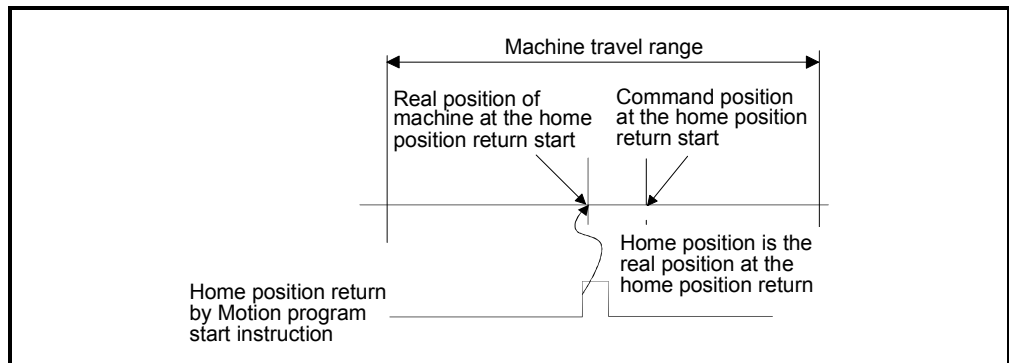 Machine travel range
Real position of
machine at the home
position return start
Command position
at the home position
return start
Home position is the
real position at the
home position return
Home position return
by Motion program
start instruction